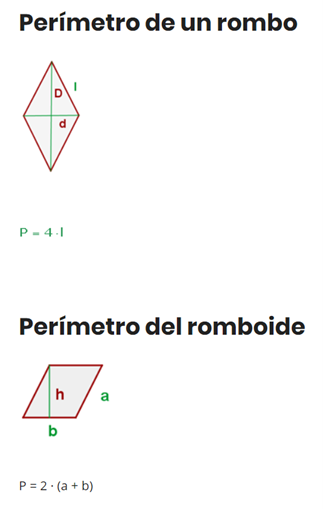 Perímetro de un rombo
D
l
d
P = 4 · l
Perímetro del romboide
h
a
b
P = 2 · (a + b)